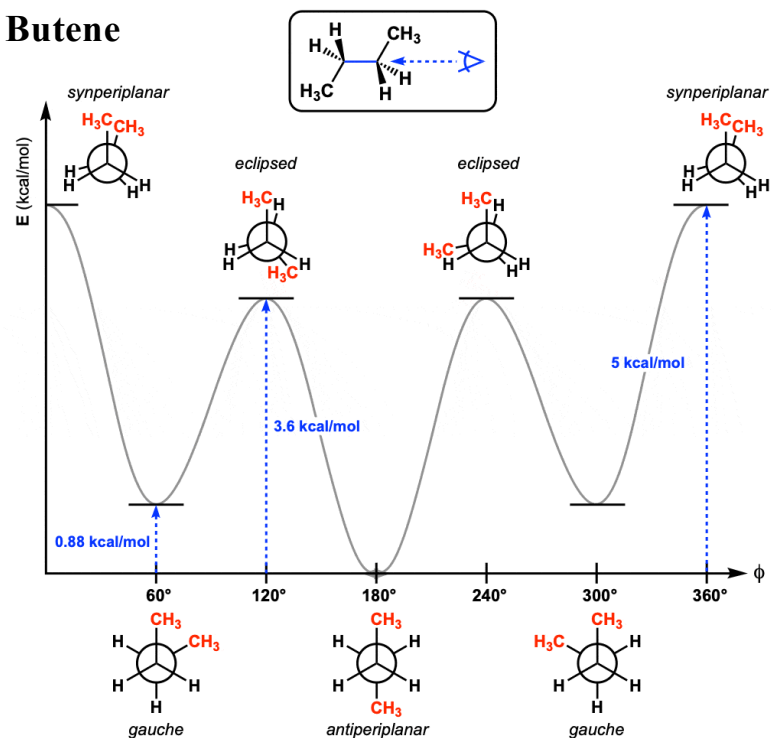 Butene
CH₃
H
H
H₃C
H
H
synperiplanar
H₃C
CH₃
H
H
H
H
eclipsed
H₃C
H
H
H
H₃C
H
eclipsed
H₃C
H
H₃C
H
H
H
synperiplanar
H₃C
CH₃
H
H
H
H
E (kcal/mol)
5 kcal/mol
3.6 kcal/mol
0.88 kcal/mol
60° 120° 180° 240° 300° 360° ϕ
CH₃
H
CH₃
H
H
H
gauche
CH₃
H
H
H
H
CH₃
antiperiplanar
CH₃
H₃C
H
H
H
H
gauche